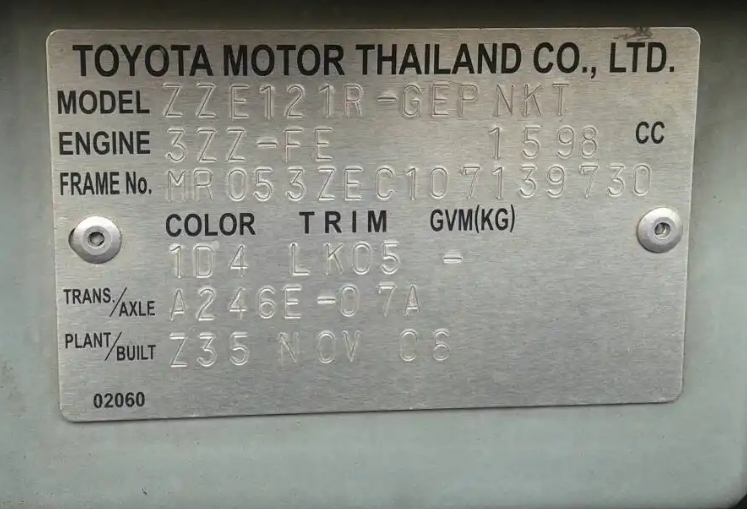 TOYOTA MOTOR THAILAND CO., LTD.
MODEL ZZE121R-GEPNKT
ENGINE 3ZZ-FE 1598 CC
FRAME No. MR053ZEC107139730
COLOR TRIM GVM(KG)
1D4 LK05 -
TRANS./AXLE A246E-07A
PLANT/BUILT Z35 NOV 06
02060